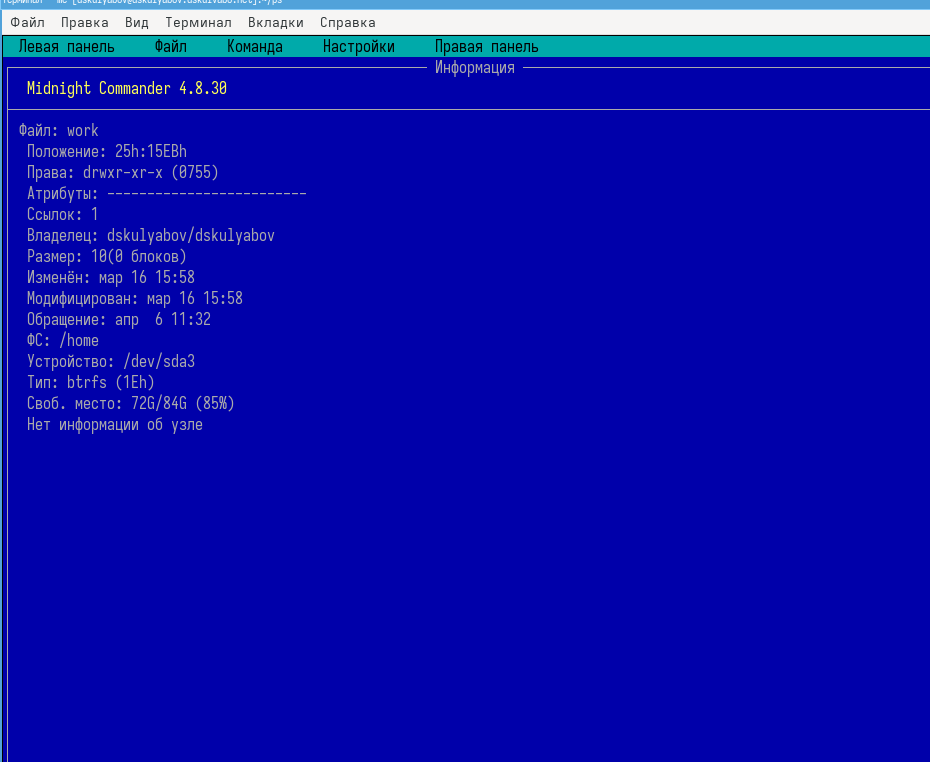 Файл Правка Вид Терминал Вкладки Справка
Левая панель Файл Команда Настройки Правая панель
Информация
Midnight Commander 4.8.30
Файл: work
Положение: 25h:15EBh
Права: drwxr-xr-x (0755)
Атрибуты: -------------------------
Ссылок: 1
Владелец: dskulyabov/dskulyabov
Размер: 10(0 блоков)
Изменён: мар 16 15:58
Модифицирован: мар 16 15:58
Обращение: апр  6 11:32
ФС: /home
Устройство: /dev/sda3
Тип: btrfs (1Eh)
Своб. место: 72G/84G (85%)
Нет информации об узле